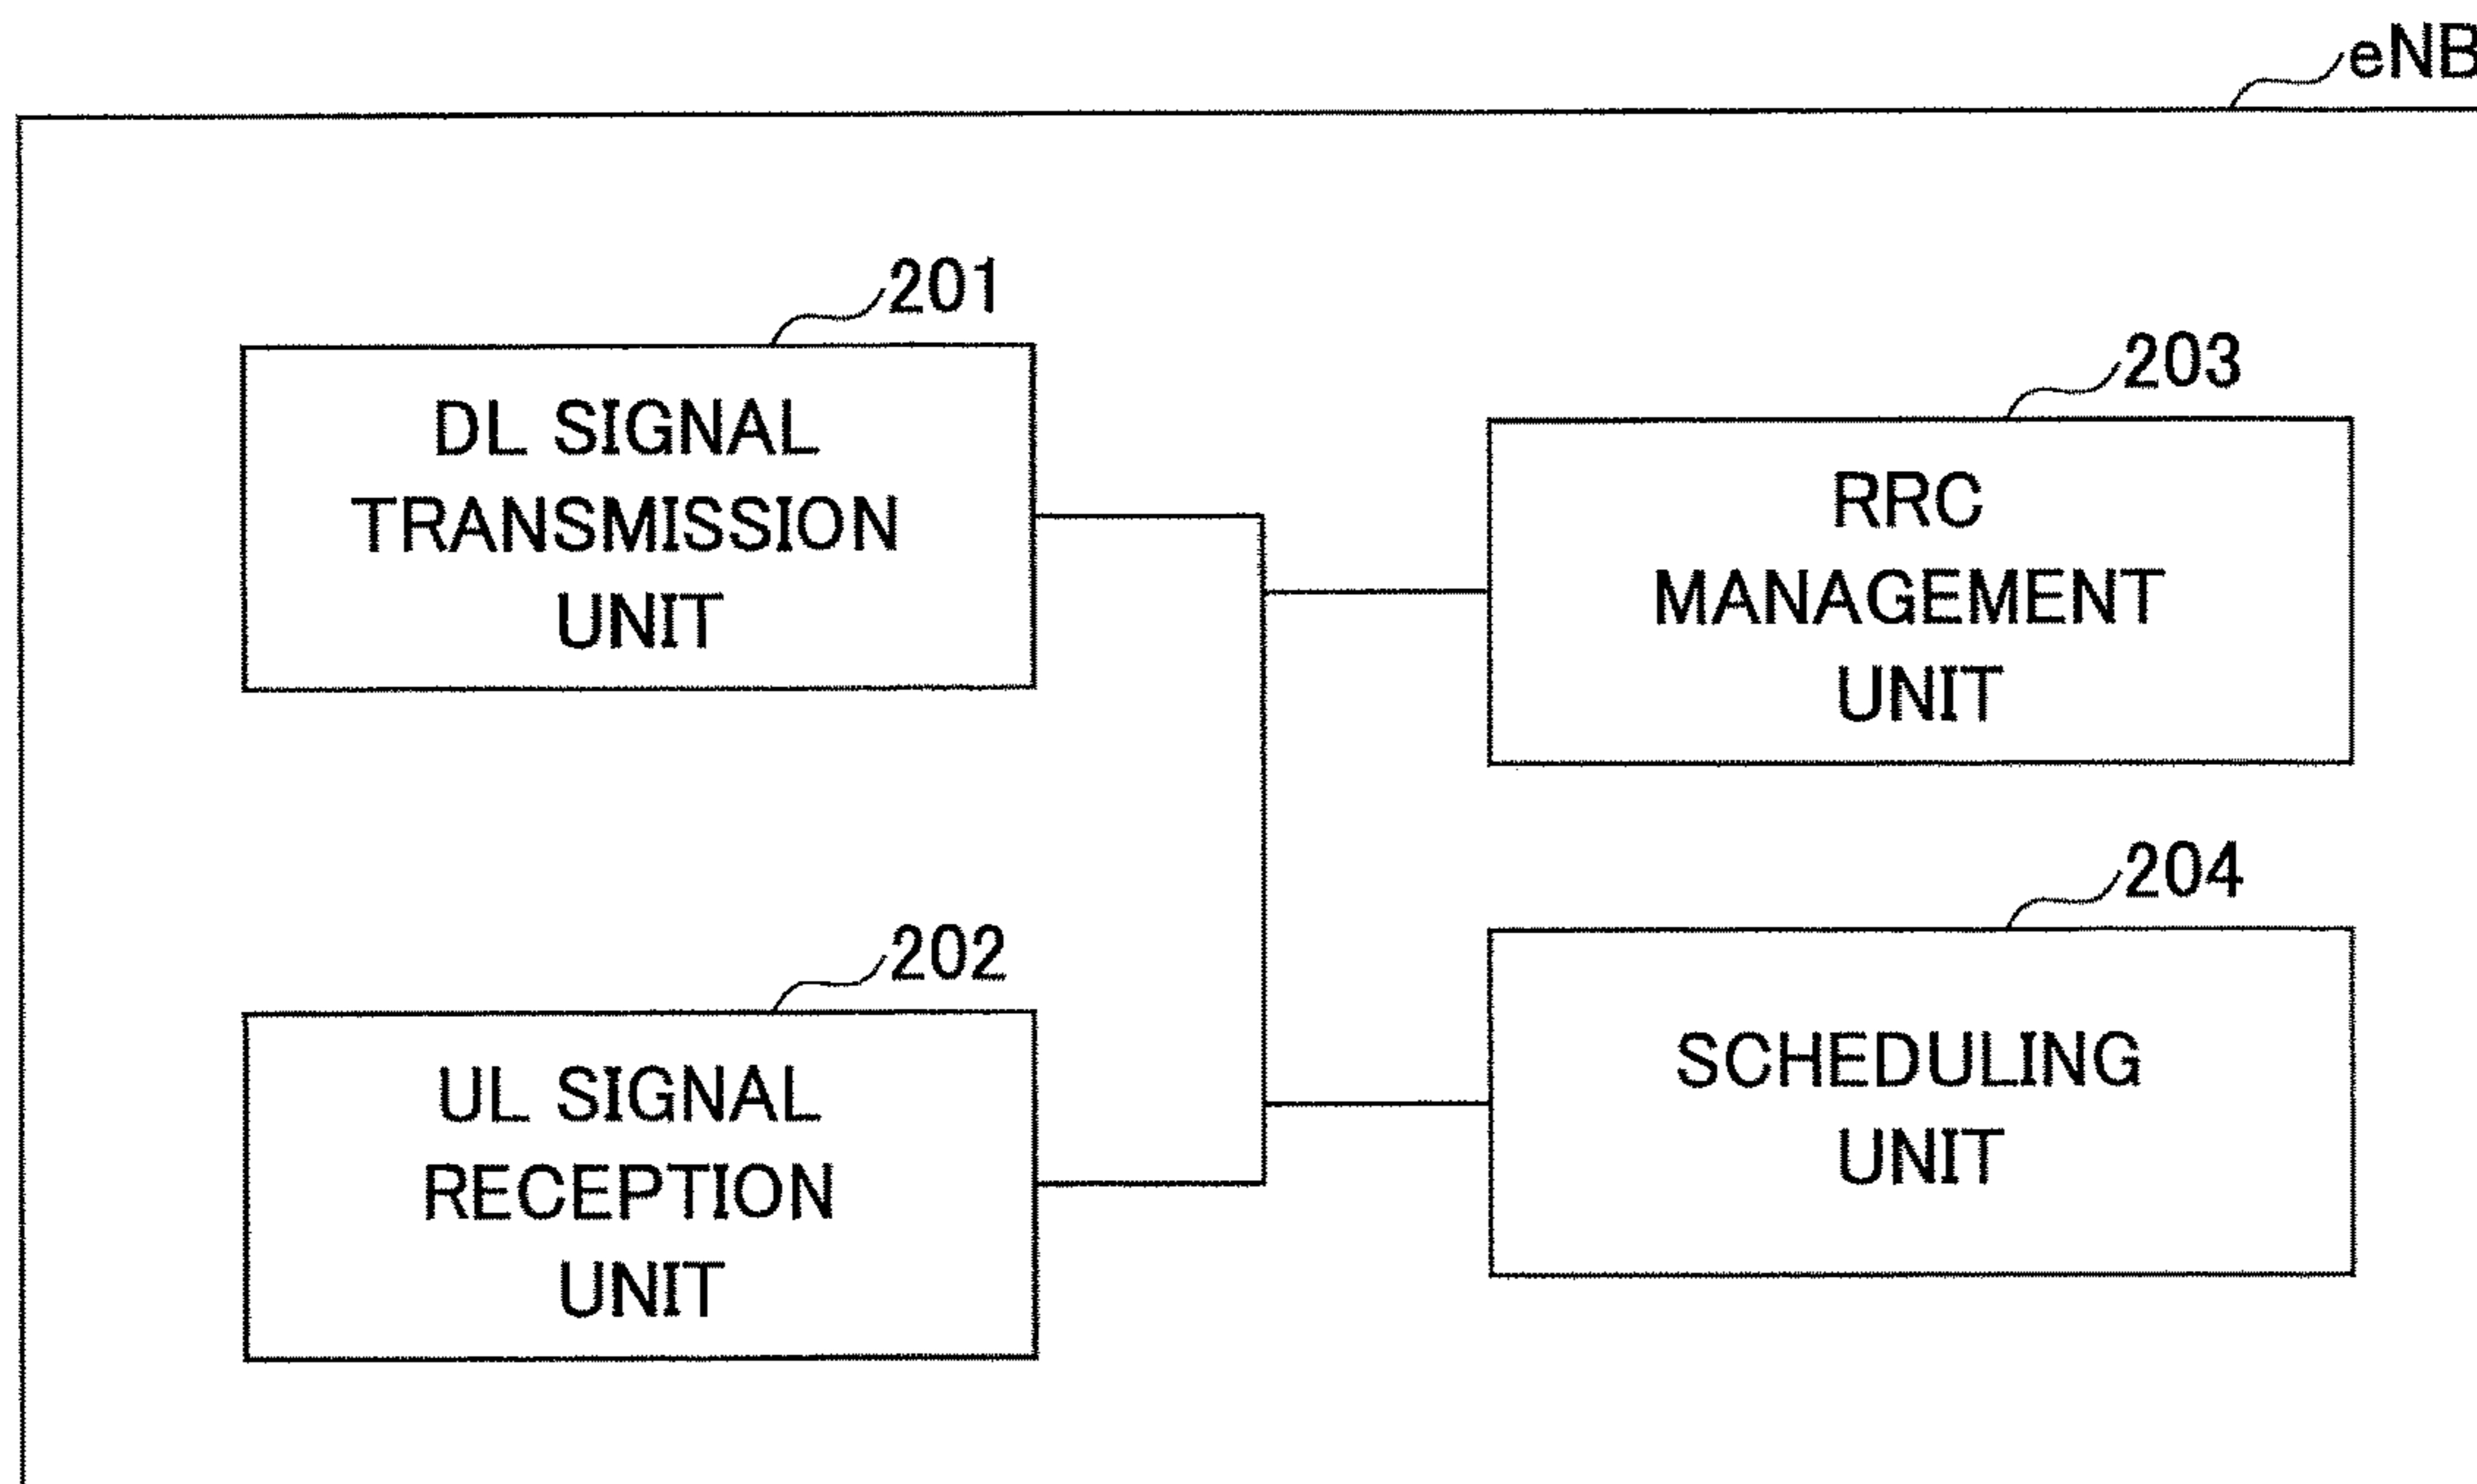 eNB
201
DL SIGNAL
TRANSMISSION
UNIT
203
RRC
MANAGEMENT
UNIT
202
UL SIGNAL
RECEPTION
UNIT
204
SCHEDULING
UNIT